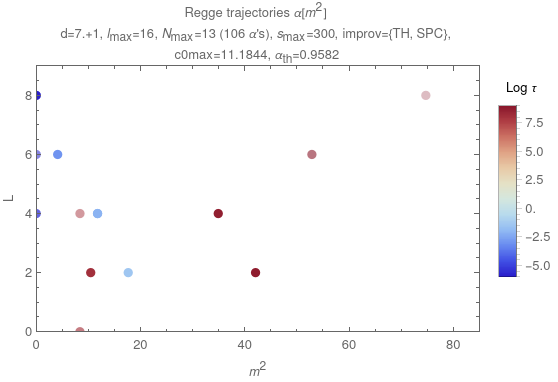 Regge trajectories α[m²]
d=7.+1, lmax=16, Nmax=13 (106 α's), smax=300, improv={TH, SPC},
c0max=11.1844, αth=0.9582
Log τ
8
6
4
2
0
L
0
20
40
60
80
m²
7.5
5.0
2.5
0.
−2.5
−5.0